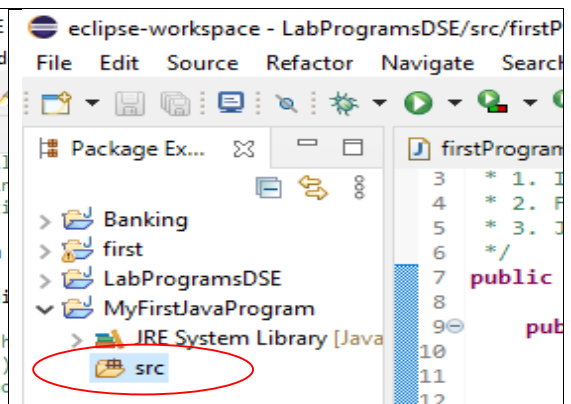 eclipse-workspace - LabProgramsDSE/src/firstP
File Edit Source Refactor Navigate Search
Package Ex...
firstProgram
3 * 1. I
4 * 2. F
5 * 3. J
6 */
7 public
8
9 pub
10
11
12
Banking
first
LabProgramsDSE
MyFirstJavaProgram
JRE System Library [Java
src